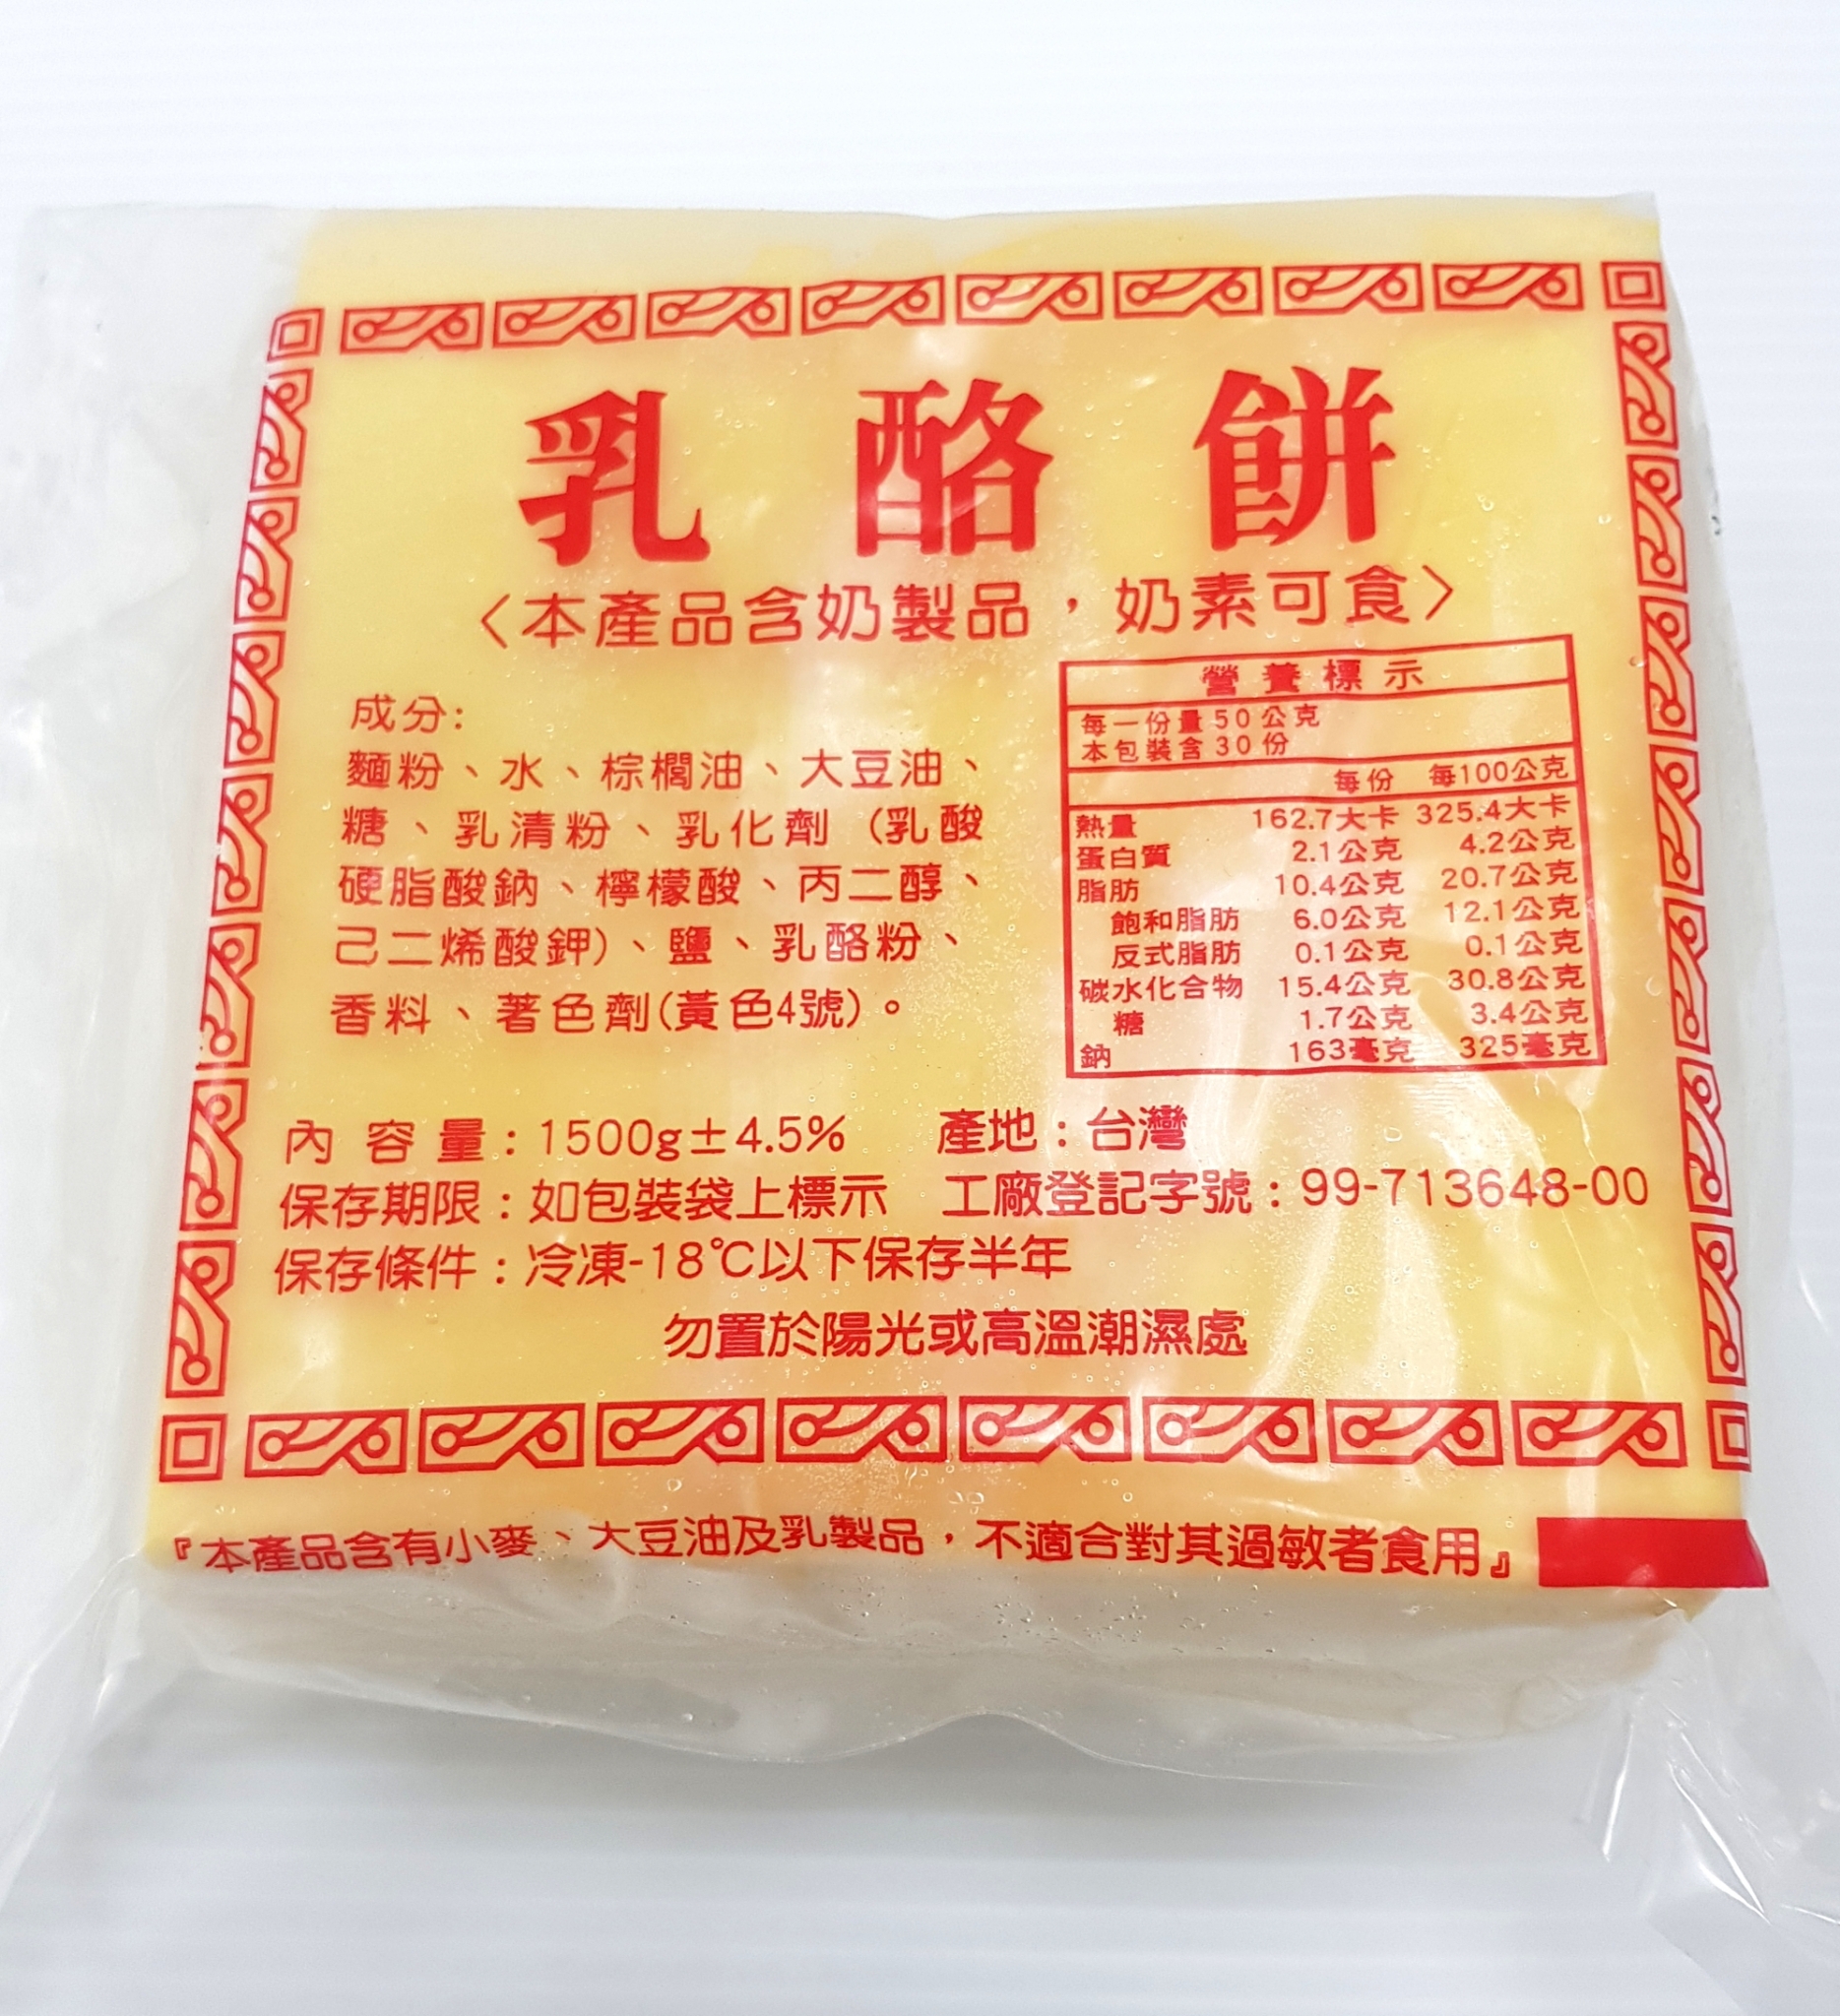 乳酪餅
〈本產品含奶製品，奶素可食〉
成分:
麵粉、水、棕櫚油、大豆油、
糖、乳清粉、乳化劑（乳酸
硬脂酸鈉、檸檬酸、丙二醇、
己二烯酸鉀)、鹽、乳酪粉、
香料、著色劑(黃色4號)。
營養標示
每一份量50公克
本包裝含30份
每份 每100公克
熱量 162.7大卡 325.4大卡
蛋白質 2.1公克 4.2公克
脂肪 10.4公克 20.7公克
飽和脂肪 6.0公克 12.1公克
反式脂肪 0.1公克 0.1公克
碳水化合物 15.4公克 30.8公克
糖 1.7公克 3.4公克
鈉 163毫克 325毫克
內容量：1500g±4.5% 產地：台灣
保存期限：如包裝袋上標示 工廠登記字號：99-713648-00
保存條件：冷凍-18℃以下保存半年
勿置於陽光或高溫潮濕處
『本產品含有小麥、大豆油及乳製品，不適合對其過敏者食用』